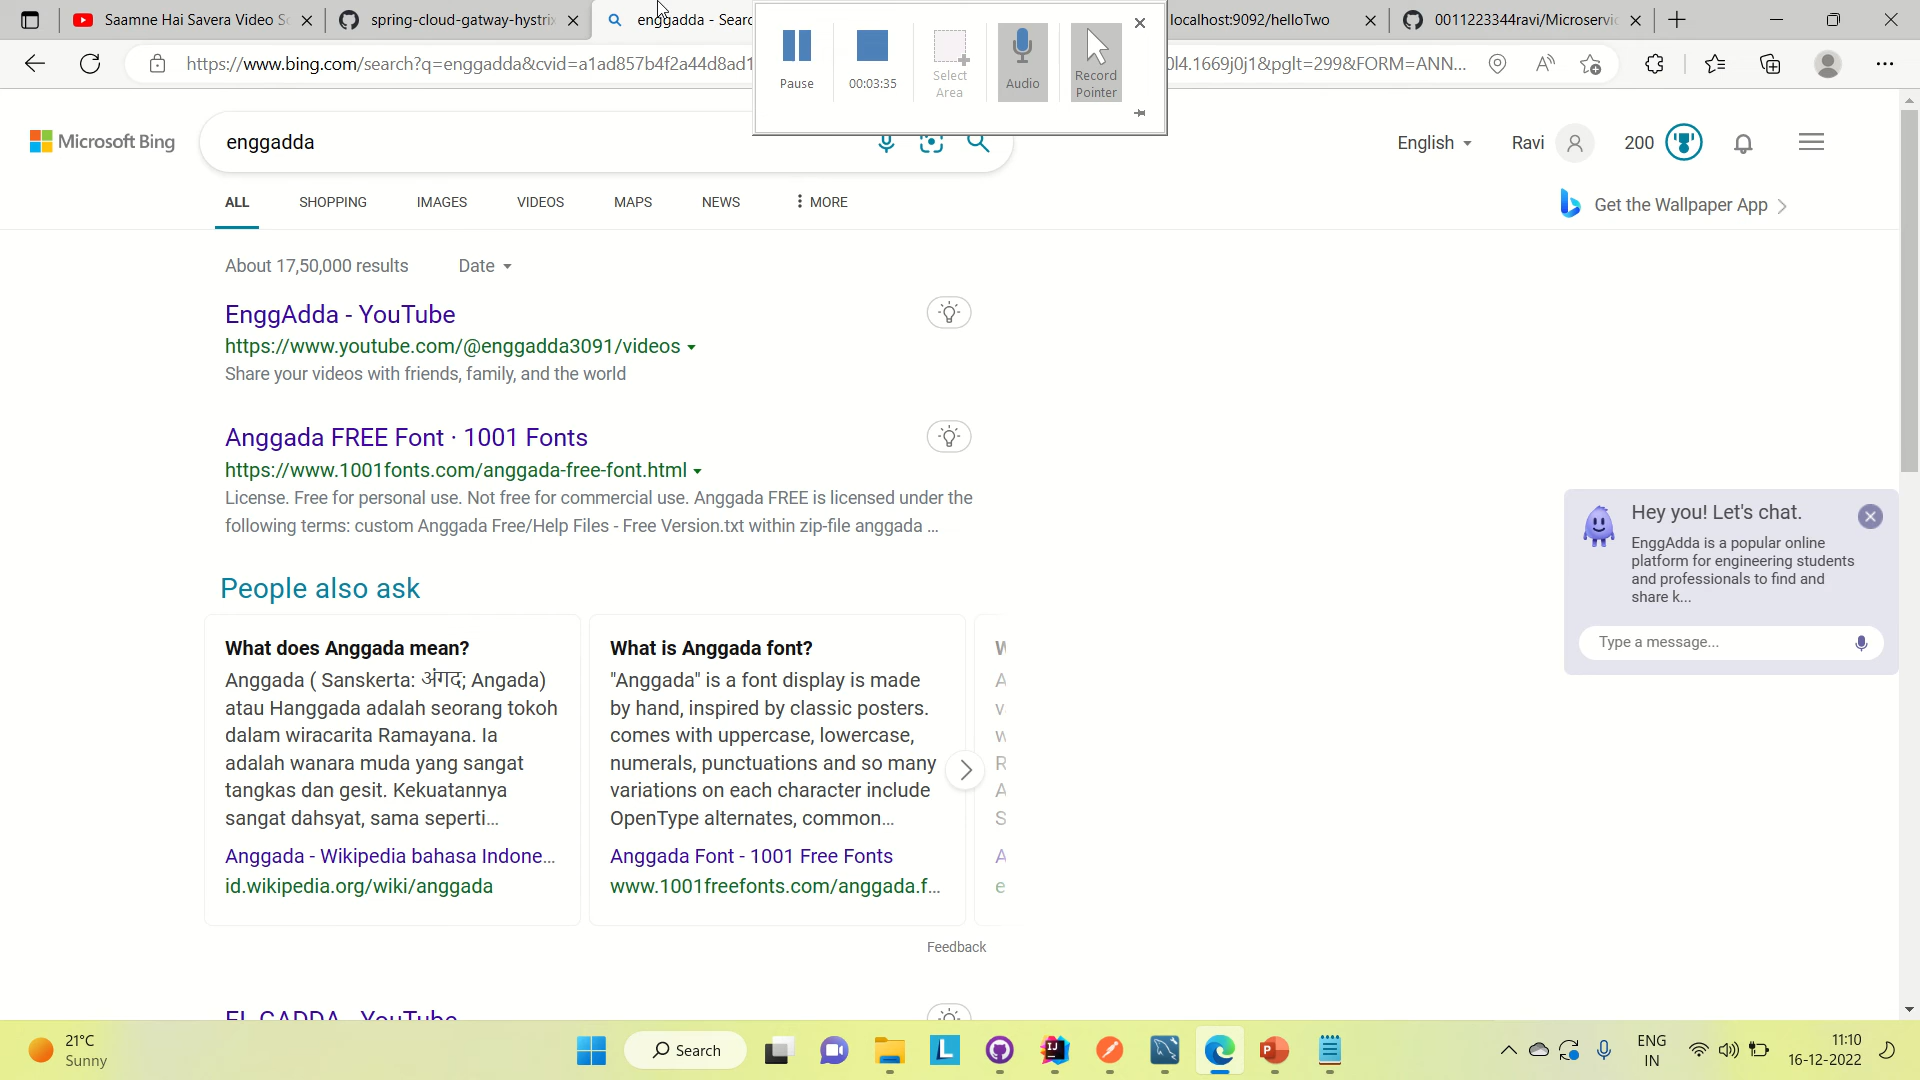 Saamne Hai Savera Video S
spring-cloud-gatway-hystrix
enggadda - Searc
localhost:9092/helloTwo
0011223344ravi/Microservic
https://www.bing.com/search?q=enggadda&cvid=a1ad857b4f2a44d8ad1
0l4.1669j0j1&pglt=299&FORM=ANN...
Pause
00:03:35
Select
Area
Audio
Record
Pointer
Microsoft Bing
enggadda
English
Ravi
200
ALL
SHOPPING
IMAGES
VIDEOS
MAPS
NEWS
MORE
Get the Wallpaper App
About 17,50,000 results
Date
EnggAdda - YouTube
https://www.youtube.com/@enggadda3091/videos
Share your videos with friends, family, and the world
Anggada FREE Font · 1001 Fonts
https://www.1001fonts.com/anggada-free-font.html
License. Free for personal use. Not free for commercial use. Anggada FREE is licensed under the
following terms: custom Anggada Free/Help Files - Free Version.txt within zip-file anggada ...
People also ask
What does Anggada mean?
Anggada ( Sanskerta: अंगद; Angada)
atau Hanggada adalah seorang tokoh
dalam wiracarita Ramayana. Ia
adalah wanara muda yang sangat
tangkas dan gesit. Kekuatannya
sangat dahsyat, sama seperti...
Anggada - Wikipedia bahasa Indone...
id.wikipedia.org/wiki/anggada
What is Anggada font?
"Anggada" is a font display is made
by hand, inspired by classic posters.
comes with uppercase, lowercase,
numerals, punctuations and so many
variations on each character include
OpenType alternates, common...
Anggada Font - 1001 Free Fonts
www.1001freefonts.com/anggada.f...
Feedback
EL GADDA - YouTube
Hey you! Let's chat.
EnggAdda is a popular online
platform for engineering students
and professionals to find and
share k...
Type a message...
21°C
Sunny
Search
ENG
IN
11:10
16-12-2022